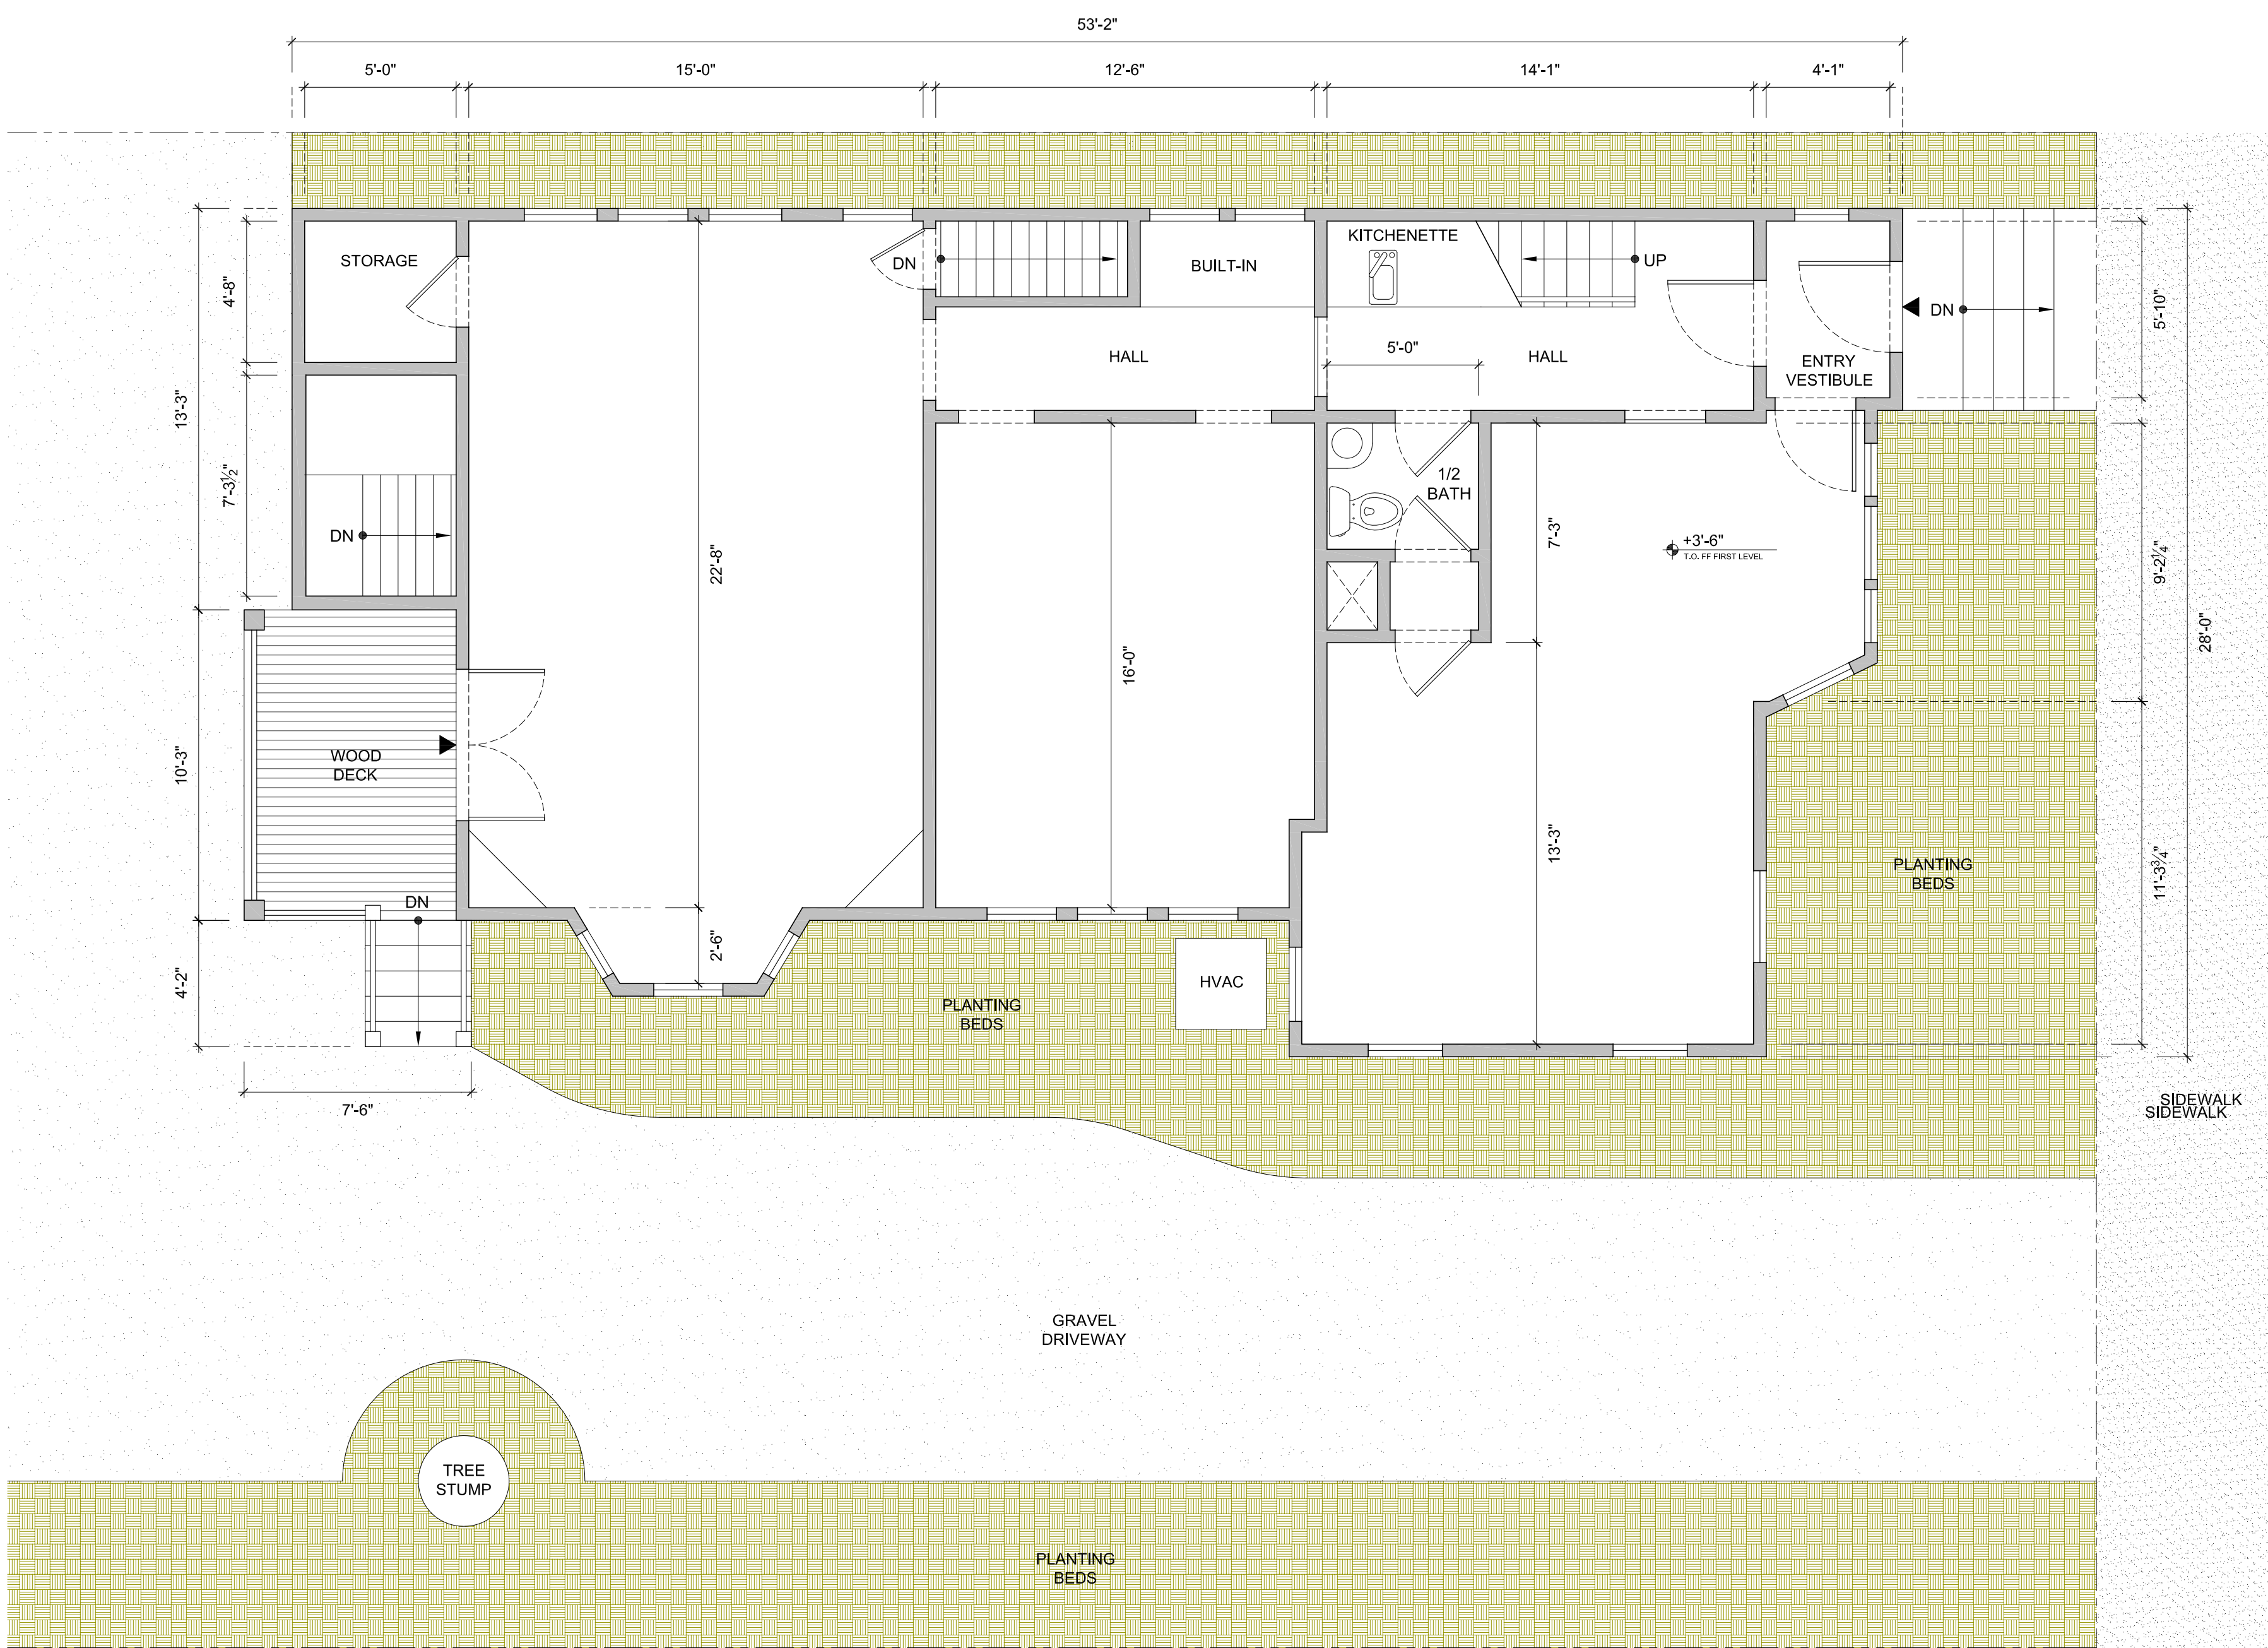 53'-2"
5'-0"
15'-0"
12'-6"
14'-1"
4'-1"
STORAGE
4'-8"
DN
BUILT-IN
KITCHENETTE
UP
DN
5'-10"
HALL
5'-0"
HALL
ENTRY
VESTIBULE
13'-3"
7'-3½"
DN
1/2
BATH
22'-8"
7'-3"
+3'-6"
T.O. FF FIRST LEVEL
9'-2¼"
28'-0"
16'-0"
10'-3"
WOOD
DECK
13'-3"
PLANTING
BEDS
11'-3¾"
DN
4'-2"
2'-6"
HVAC
PLANTING
BEDS
7'-6"
SIDEWALK
SIDEWALK
GRAVEL
DRIVEWAY
TREE
STUMP
PLANTING
BEDS